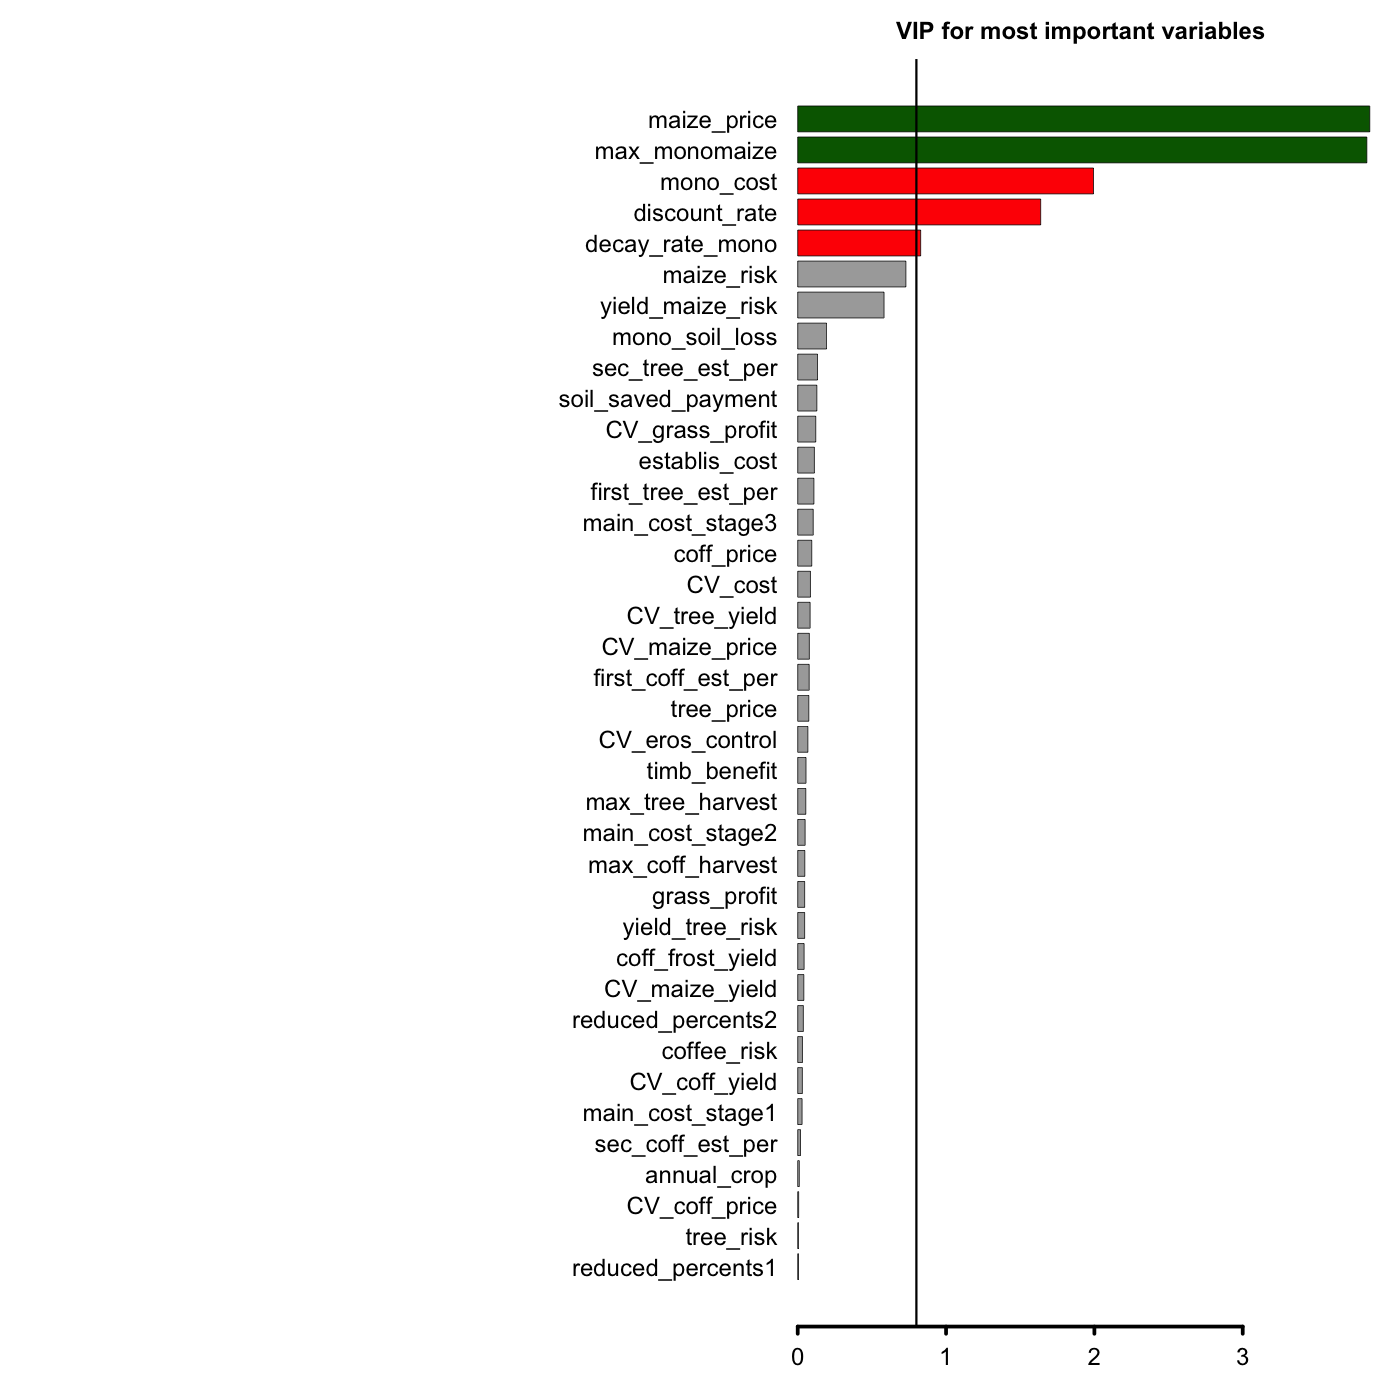 VIP for most important variables
maize_price
max_monomaize
mono_cost
discount_rate
decay_rate_mono
maize_risk
yield_maize_risk
mono_soil_loss
sec_tree_est_per
soil_saved_payment
CV_grass_profit
establis_cost
first_tree_est_per
main_cost_stage3
coff_price
CV_cost
CV_tree_yield
CV_maize_price
first_coff_est_per
tree_price
CV_eros_control
timb_benefit
max_tree_harvest
main_cost_stage2
max_coff_harvest
grass_profit
yield_tree_risk
coff_frost_yield
CV_maize_yield
reduced_percents2
coffee_risk
CV_coff_yield
main_cost_stage1
sec_coff_est_per
annual_crop
CV_coff_price
tree_risk
reduced_percents1
0 1 2 3